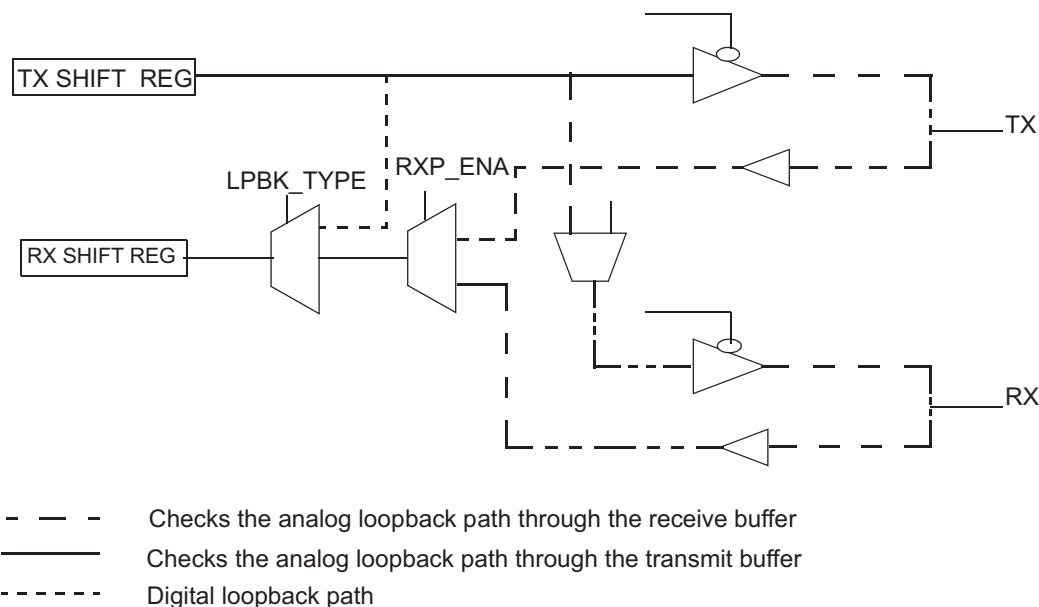 TX SHIFT REG
TX
LPBK_TYPE
RXP_ENA
RX SHIFT REG
RX
Checks the analog loopback path through the receive buffer
Checks the analog loopback path through the transmit buffer
Digital loopback path